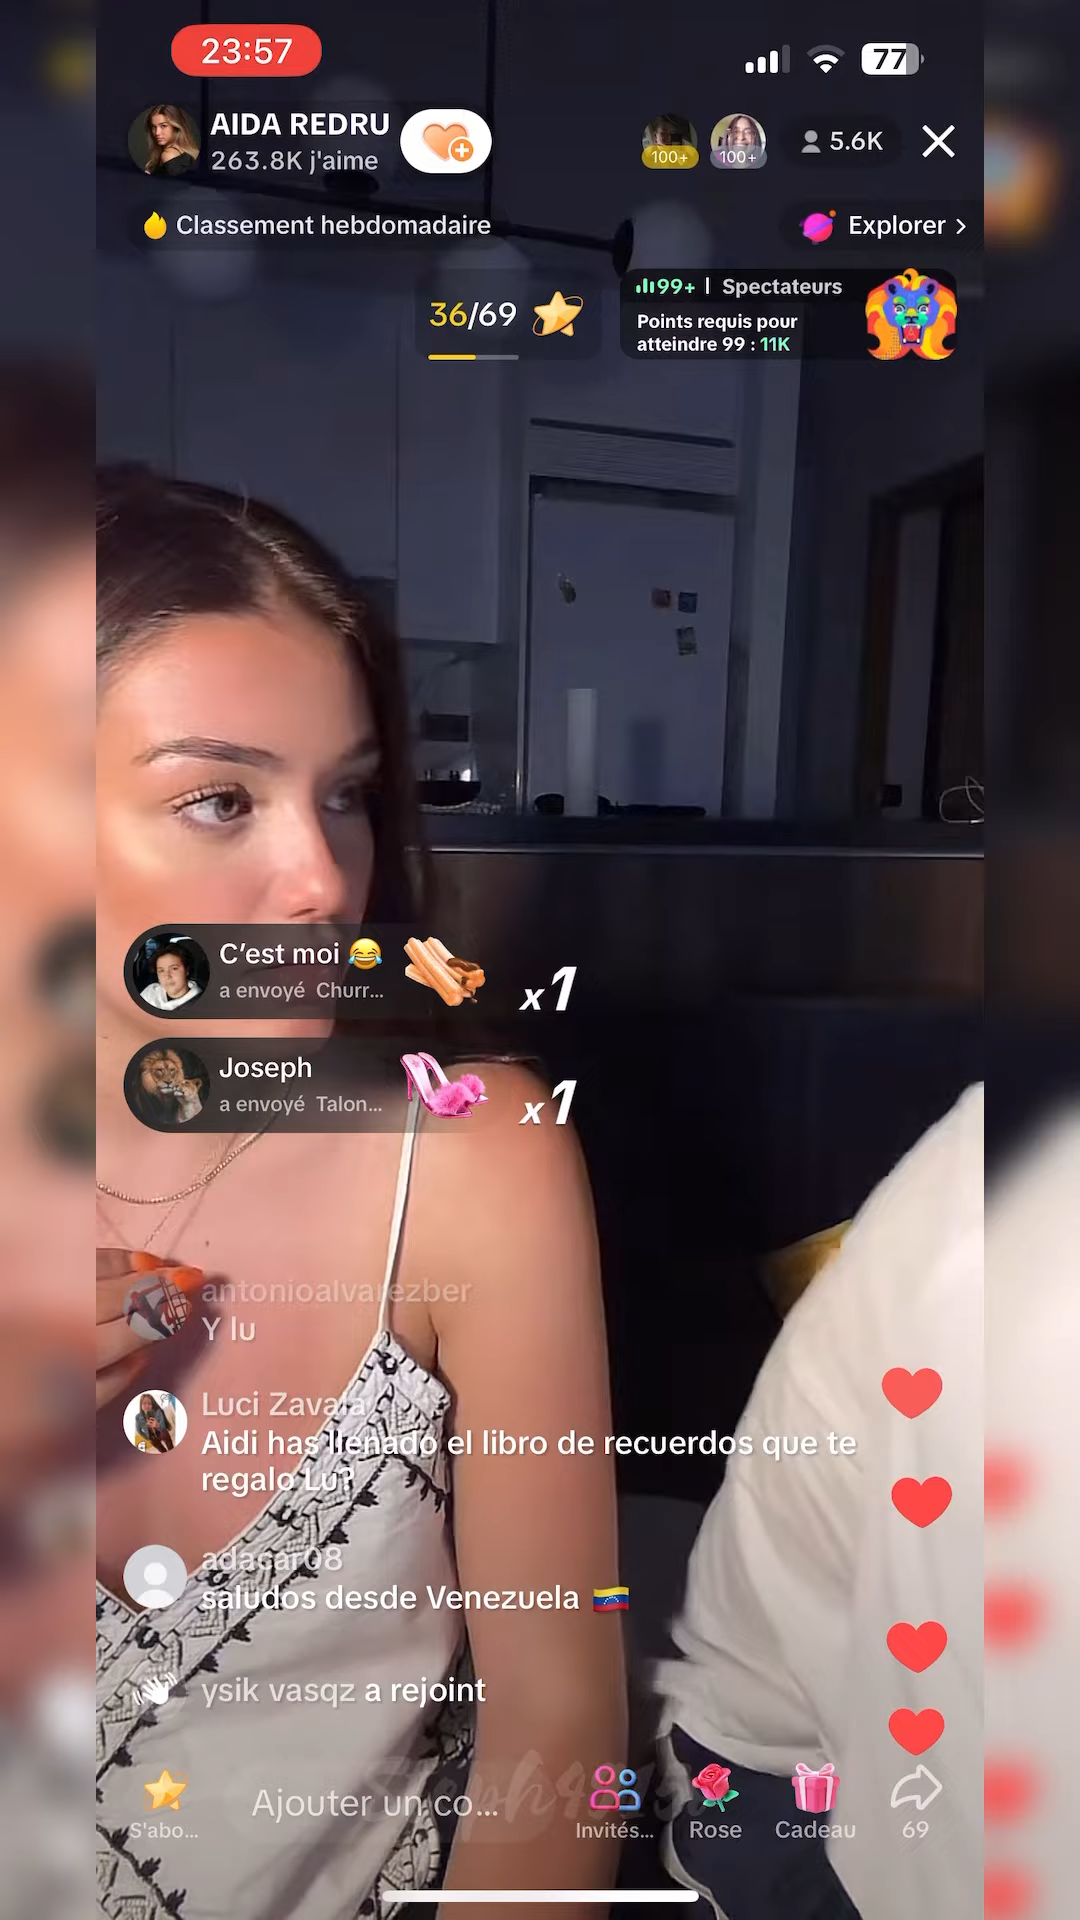 23:57
77
AIDA REDRU
263.8K j'aime
100+
100+
5.6K
Classement hebdomadaire
Explorer >
36/69
99+ | Spectateurs
Points requis pour
atteindre 99 : 11K
C'est moi 😂
a envoyé Churr...
x1
Joseph
a envoyé Talon...
x1
antonioalvarezber
Y lu
Luci Zavala
Aidi has llenado el libro de recuerdos que te
regalo Lu?
adacar08
saludos desde Venezuela 🇻🇪
ysik vasqz a rejoint
Ajouter un co...
S'abo...
Invités...
Rose
Cadeau
69